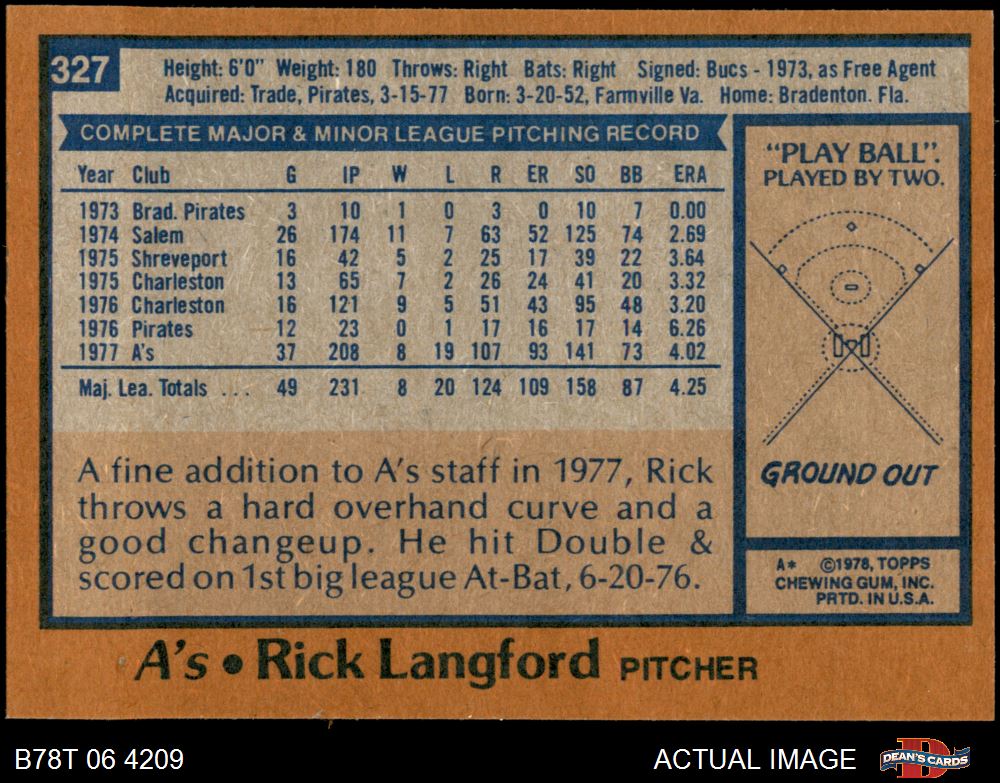 327
Height: 6'0" Weight: 180 Throws: Right Bats: Right Signed: Bucs - 1973, as Free Agent
Acquired: Trade, Pirates, 3-15-77 Born: 3-20-52, Farmville Va. Home: Bradenton. Fla.
COMPLETE MAJOR & MINOR LEAGUE PITCHING RECORD
Year Club G IP W L R ER SO BB ERA
1973 Brad. Pirates 3 10 1 0 3 0 10 7 0.00
1974 Salem 26 174 11 7 63 52 125 74 2.69
1975 Shreveport 16 42 5 2 25 17 39 22 3.64
1975 Charleston 13 65 7 2 26 24 41 20 3.32
1976 Charleston 16 121 9 5 51 43 95 48 3.20
1976 Pirates 12 23 0 1 17 16 17 14 6.26
1977 A's 37 208 8 19 107 93 141 73 4.02
Maj. Lea. Totals ... 49 231 8 20 124 109 158 87 4.25
A fine addition to A's staff in 1977, Rick
throws a hard overhand curve and a
good changeup. He hit Double &
scored on 1st big league At-Bat, 6-20-76.
"PLAY BALL".
PLAYED BY TWO.
GROUND OUT
A* ©1978, TOPPS
CHEWING GUM, INC.
PRTD. IN U.S.A.
A's • Rick Langford PITCHER
B78T 06 4209
ACTUAL IMAGE
D
DEAN'S CARDS